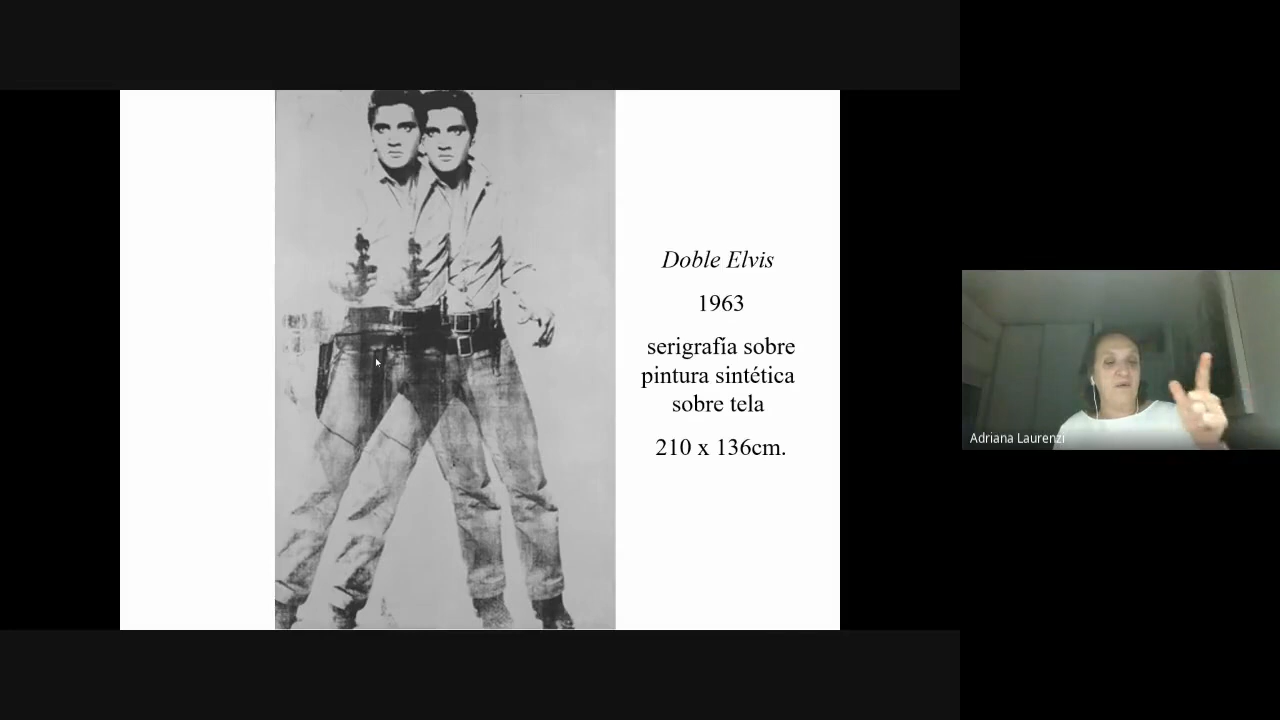 Doble Elvis
1963
serigrafía sobre
pintura sintética
sobre tela
210 x 136cm.
Adriana Laurenzi